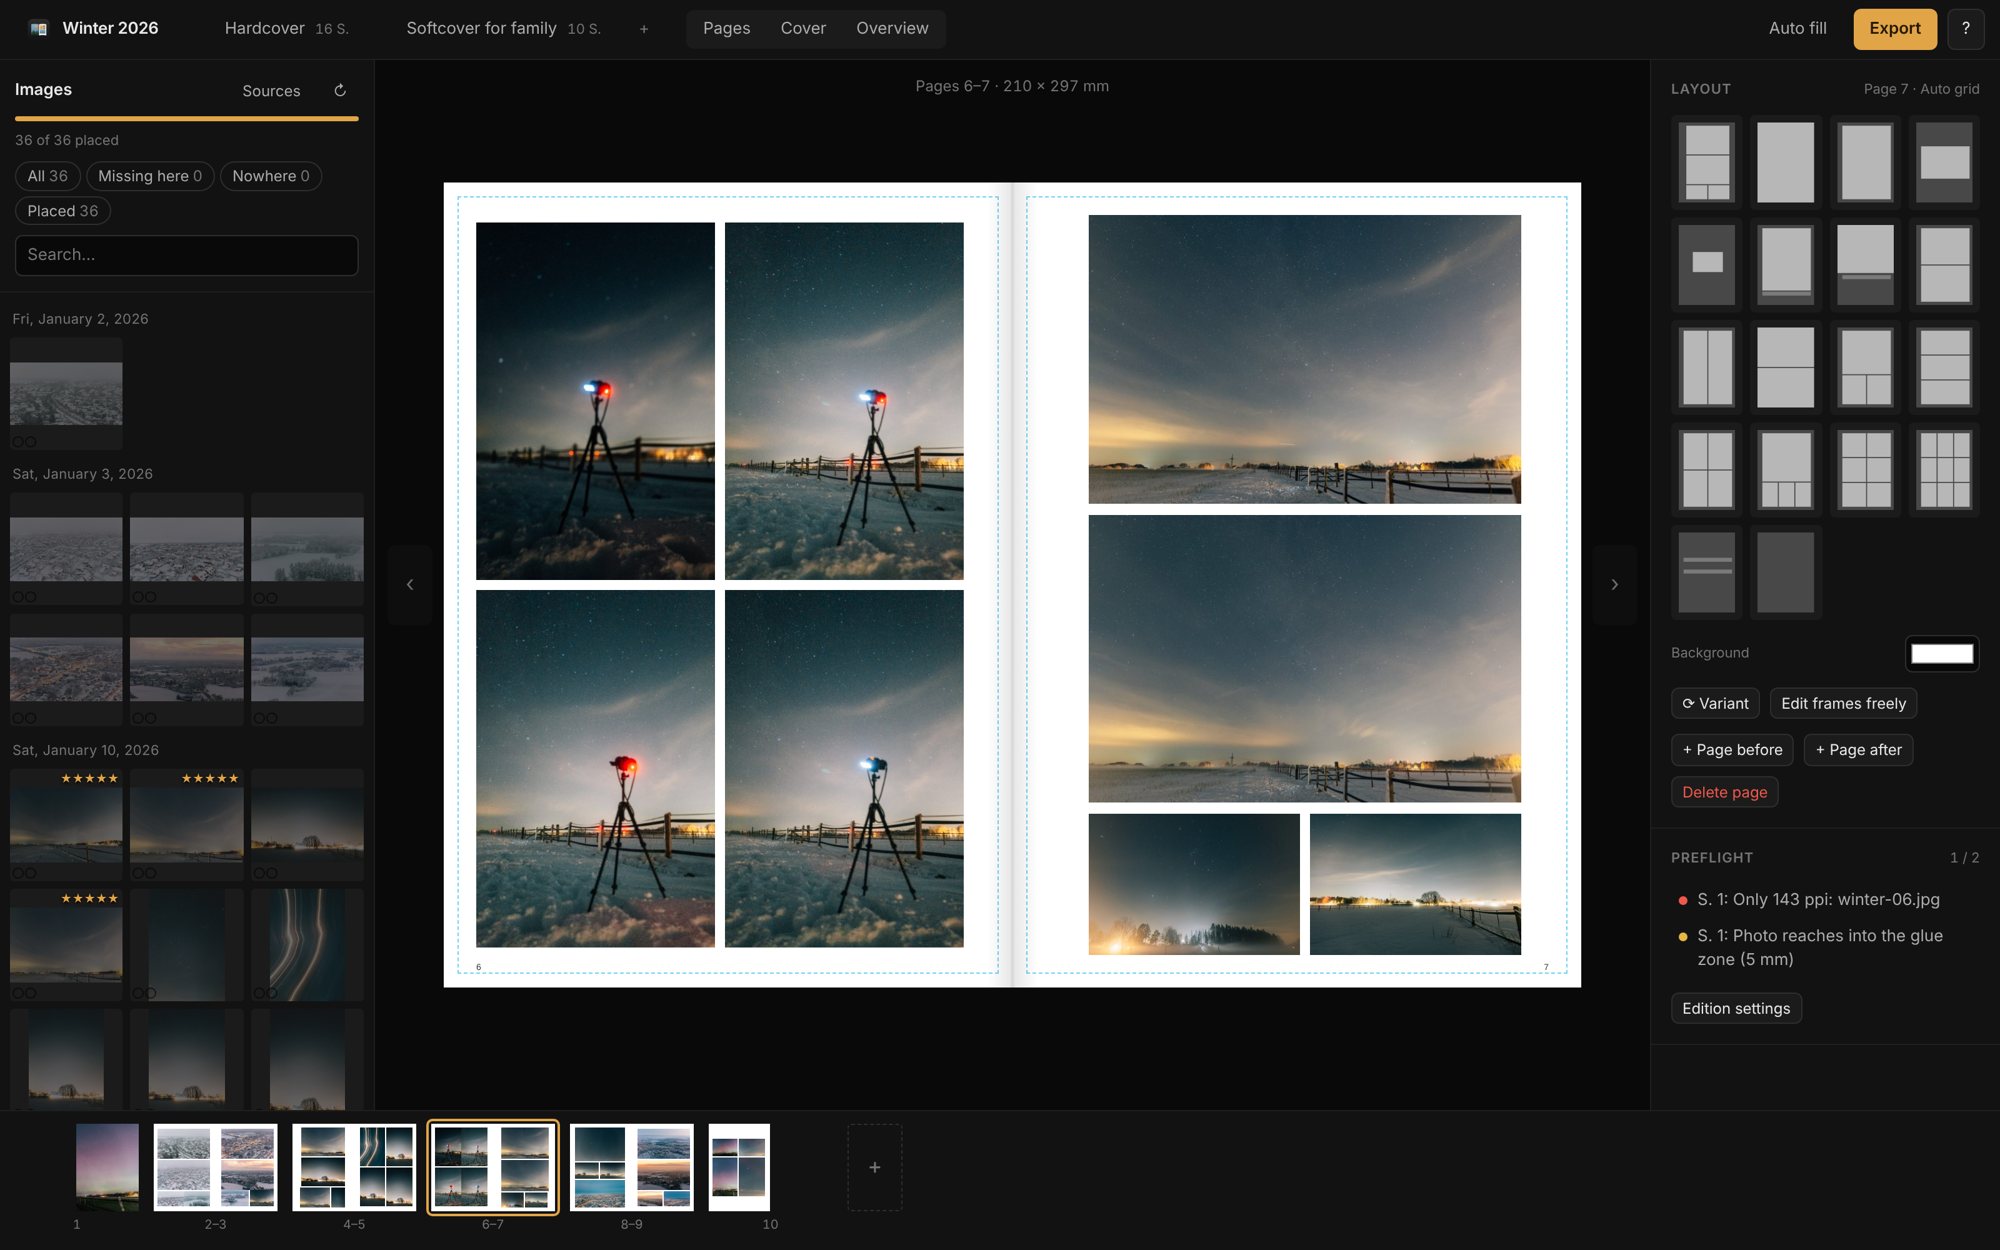 Winter 2026
Hardcover 16 S.
Softcover for family 10 S.
+
Pages
Cover
Overview
Auto fill
Export
?
Images
Sources
36 of 36 placed
All 36
Missing here 0
Nowhere 0
Placed 36
Search...
Fri, January 2, 2026
Sat, January 3, 2026
Sat, January 10, 2026
★★★★★
★★★★★
★★★★★
Pages 6–7 · 210 × 297 mm
6
7
LAYOUT
Page 7 · Auto grid
Background
⟳ Variant
Edit frames freely
+ Page before
+ Page after
Delete page
PREFLIGHT
1 / 2
S. 1: Only 143 ppi: winter-06.jpg
S. 1: Photo reaches into the glue
zone (5 mm)
Edition settings
1
2–3
4–5
6–7
8–9
10
+